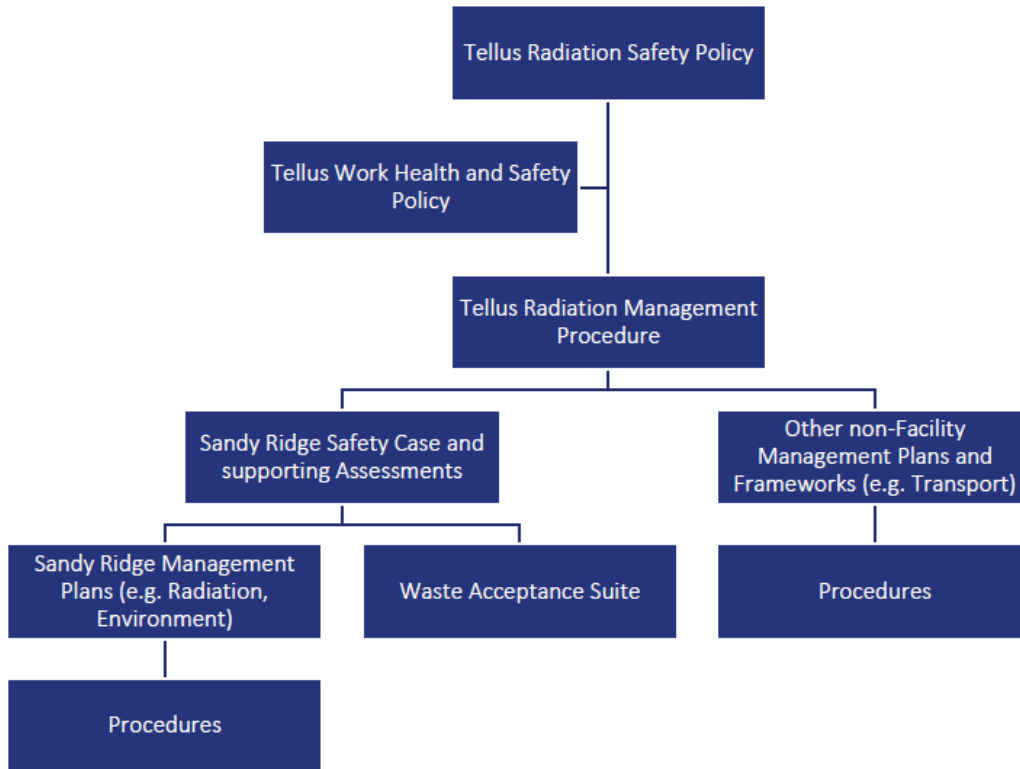 Tellus Radiation Safety Policy
Tellus Work Health and Safety
Policy
Tellus Radiation Management
Procedure
Sandy Ridge Safety Case and
supporting Assessments
Other non-Facility
Management Plans and
Frameworks (e.g. Transport)
Sandy Ridge Management
Plans (e.g. Radiation,
Environment)
Waste Acceptance Suite
Procedures
Procedures